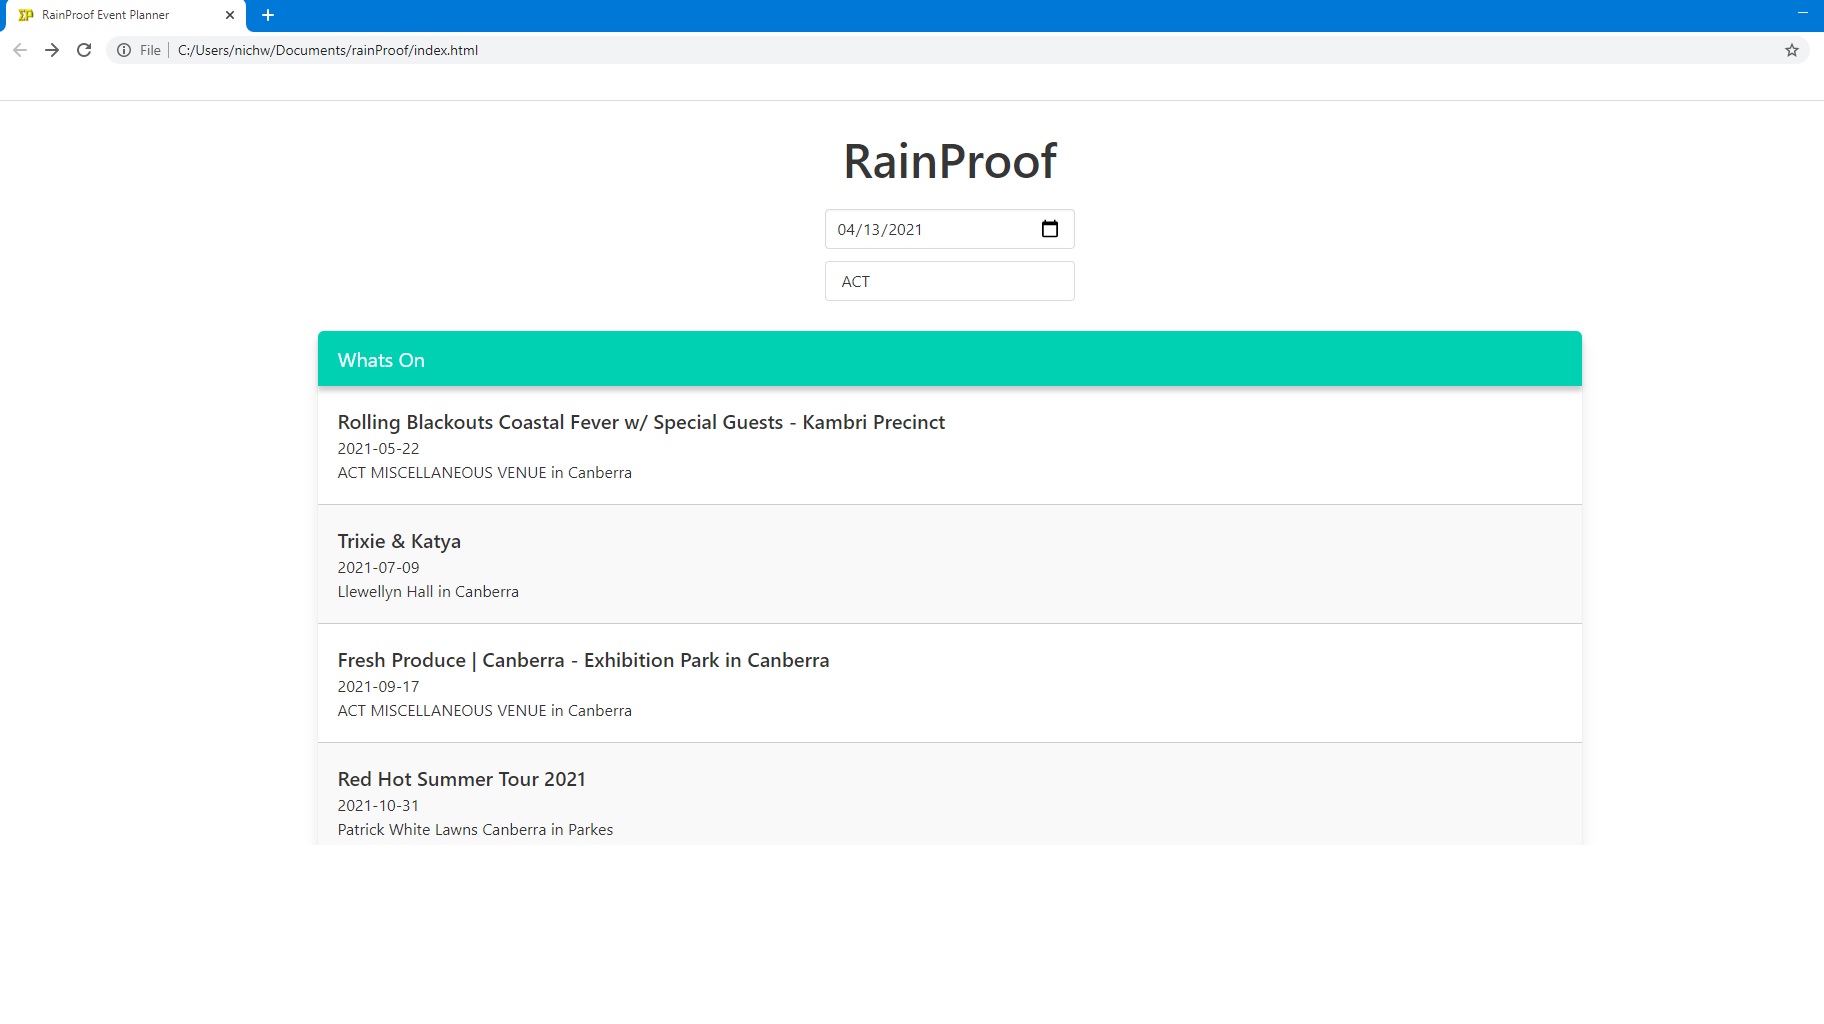 RainProof Event Planner
File | C:/Users/nichw/Documents/rainProof/index.html
RainProof
04/13/2021
ACT
Whats On
Rolling Blackouts Coastal Fever w/ Special Guests - Kambri Precinct
2021-05-22
ACT MISCELLANEOUS VENUE in Canberra
Trixie & Katya
2021-07-09
Llewellyn Hall in Canberra
Fresh Produce | Canberra - Exhibition Park in Canberra
2021-09-17
ACT MISCELLANEOUS VENUE in Canberra
Red Hot Summer Tour 2021
2021-10-31
Patrick White Lawns Canberra in Parkes